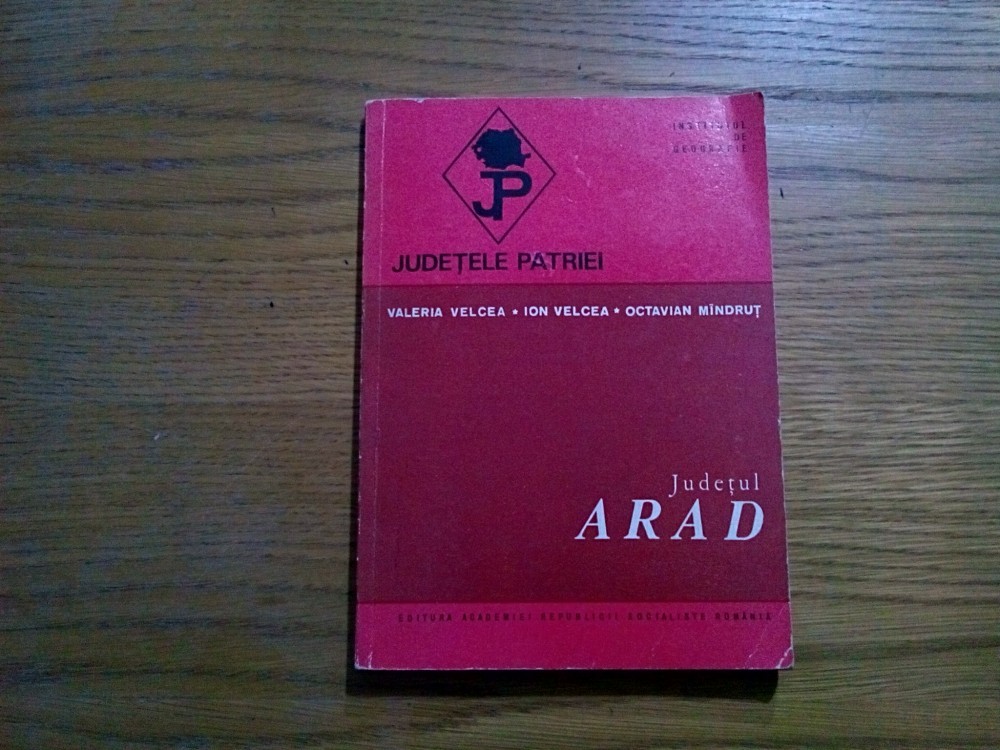 INSTITUTUL
DE
GEOGRAFIE
JP
JUDEȚELE PATRIEI
VALERIA VELCEA * ION VELCEA * OCTAVIAN MÎNDRUȚ
Județul
ARAD
EDITURA ACADEMIEI REPUBLICII SOCIALISTE ROMÂNIA